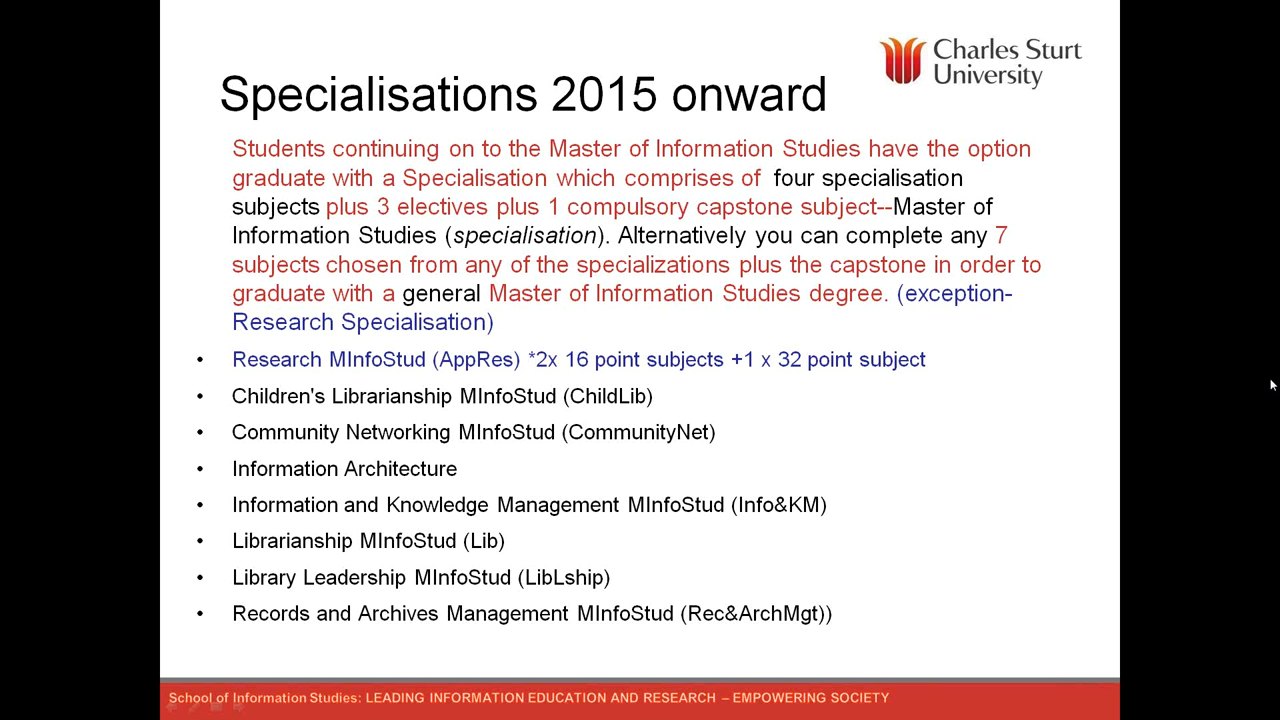 Charles Sturt
University
Specialisations 2015 onward
Students continuing on to the Master of Information Studies have the option
graduate with a Specialisation which comprises of four specialisation
subjects plus 3 electives plus 1 compulsory capstone subject--Master of
Information Studies (specialisation). Alternatively you can complete any 7
subjects chosen from any of the specializations plus the capstone in order to
graduate with a general Master of Information Studies degree. (exception-
Research Specialisation)
• Research MInfoStud (AppRes) *2x 16 point subjects +1 x 32 point subject
• Children's Librarianship MInfoStud (ChildLib)
• Community Networking MInfoStud (CommunityNet)
• Information Architecture
• Information and Knowledge Management MInfoStud (Info&KM)
• Librarianship MInfoStud (Lib)
• Library Leadership MInfoStud (LibLship)
• Records and Archives Management MInfoStud (Rec&ArchMgt))
School of Information Studies: LEADING INFORMATION EDUCATION AND RESEARCH – EMPOWERING SOCIETY